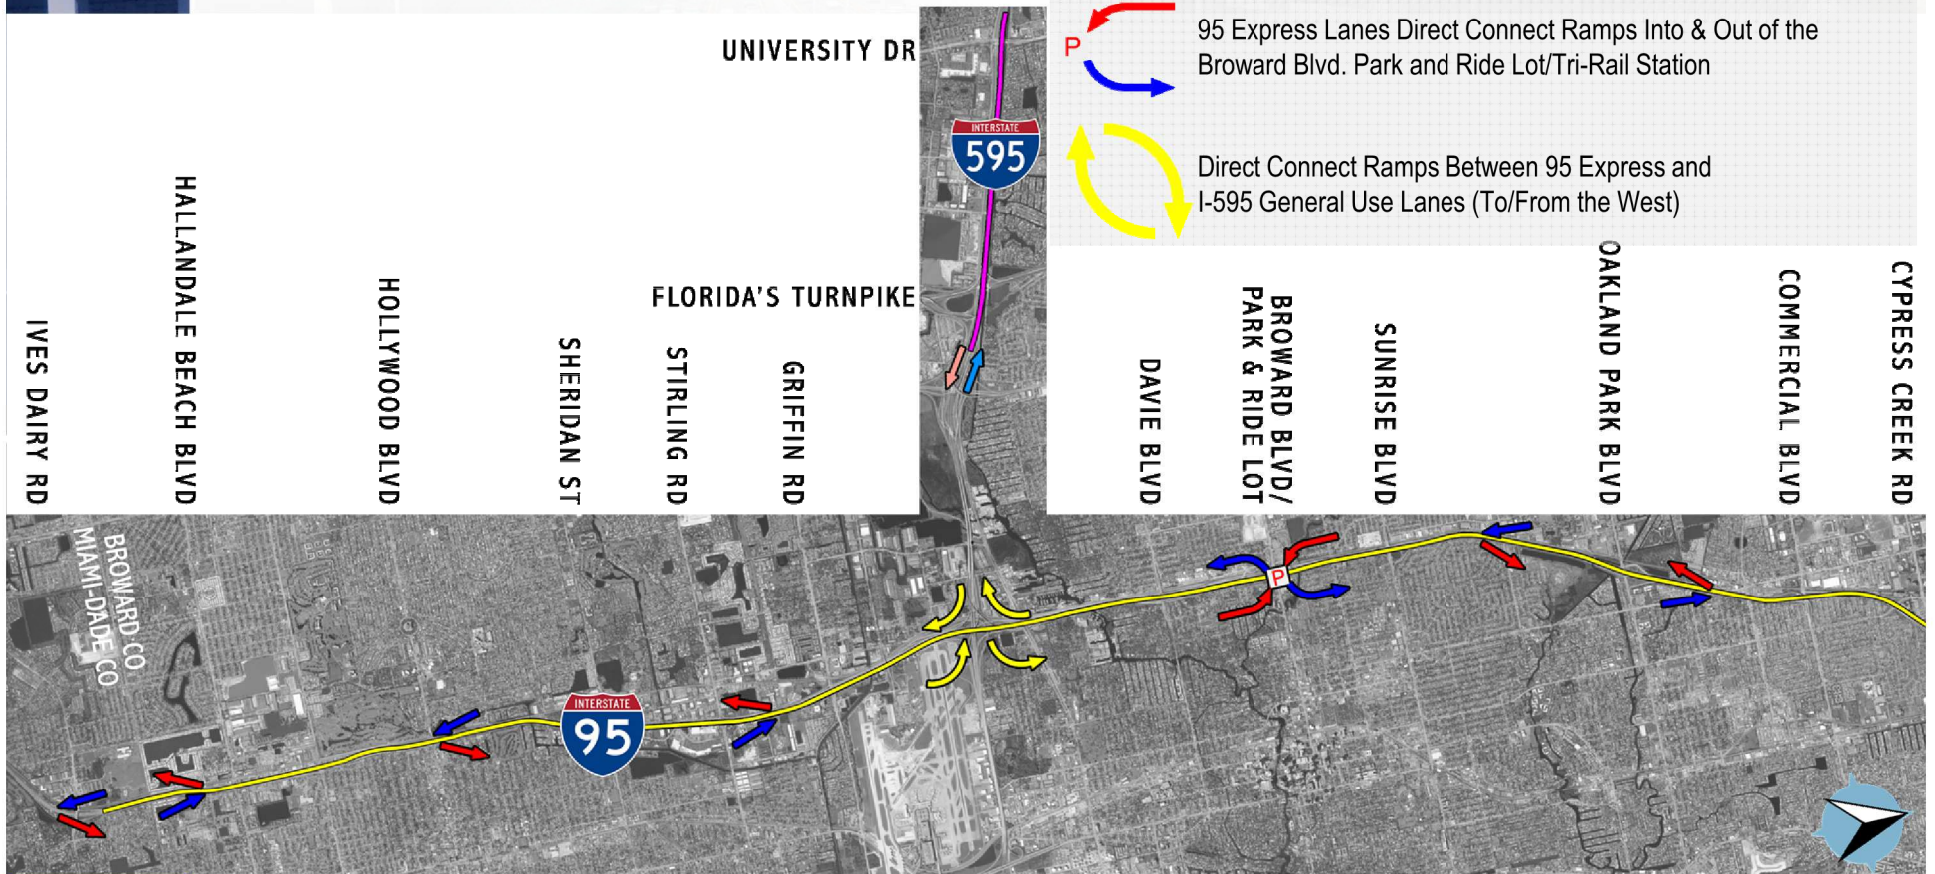 95 Express Lanes Direct Connect Ramps Into & Out of the
Broward Blvd. Park and Ride Lot/Tri-Rail Station
P
Direct Connect Ramps Between 95 Express and
I-595 General Use Lanes (To/From the West)
UNIVERSITY DR
INTERSTATE
595
FLORIDA'S TURNPIKE
IVES DAIRY RD
HALLANDALE BEACH BLVD
HOLLYWOOD BLVD
SHERIDAN ST
STIRLING RD
GRIFFIN RD
DAVIE BLVD
BROWARD BLVD/
PARK & RIDE LOT
SUNRISE BLVD
OAKLAND PARK BLVD
COMMERCIAL BLVD
CYPRESS CREEK RD
BROWARD CO
MIAMI-DADE CO
P
INTERSTATE
95